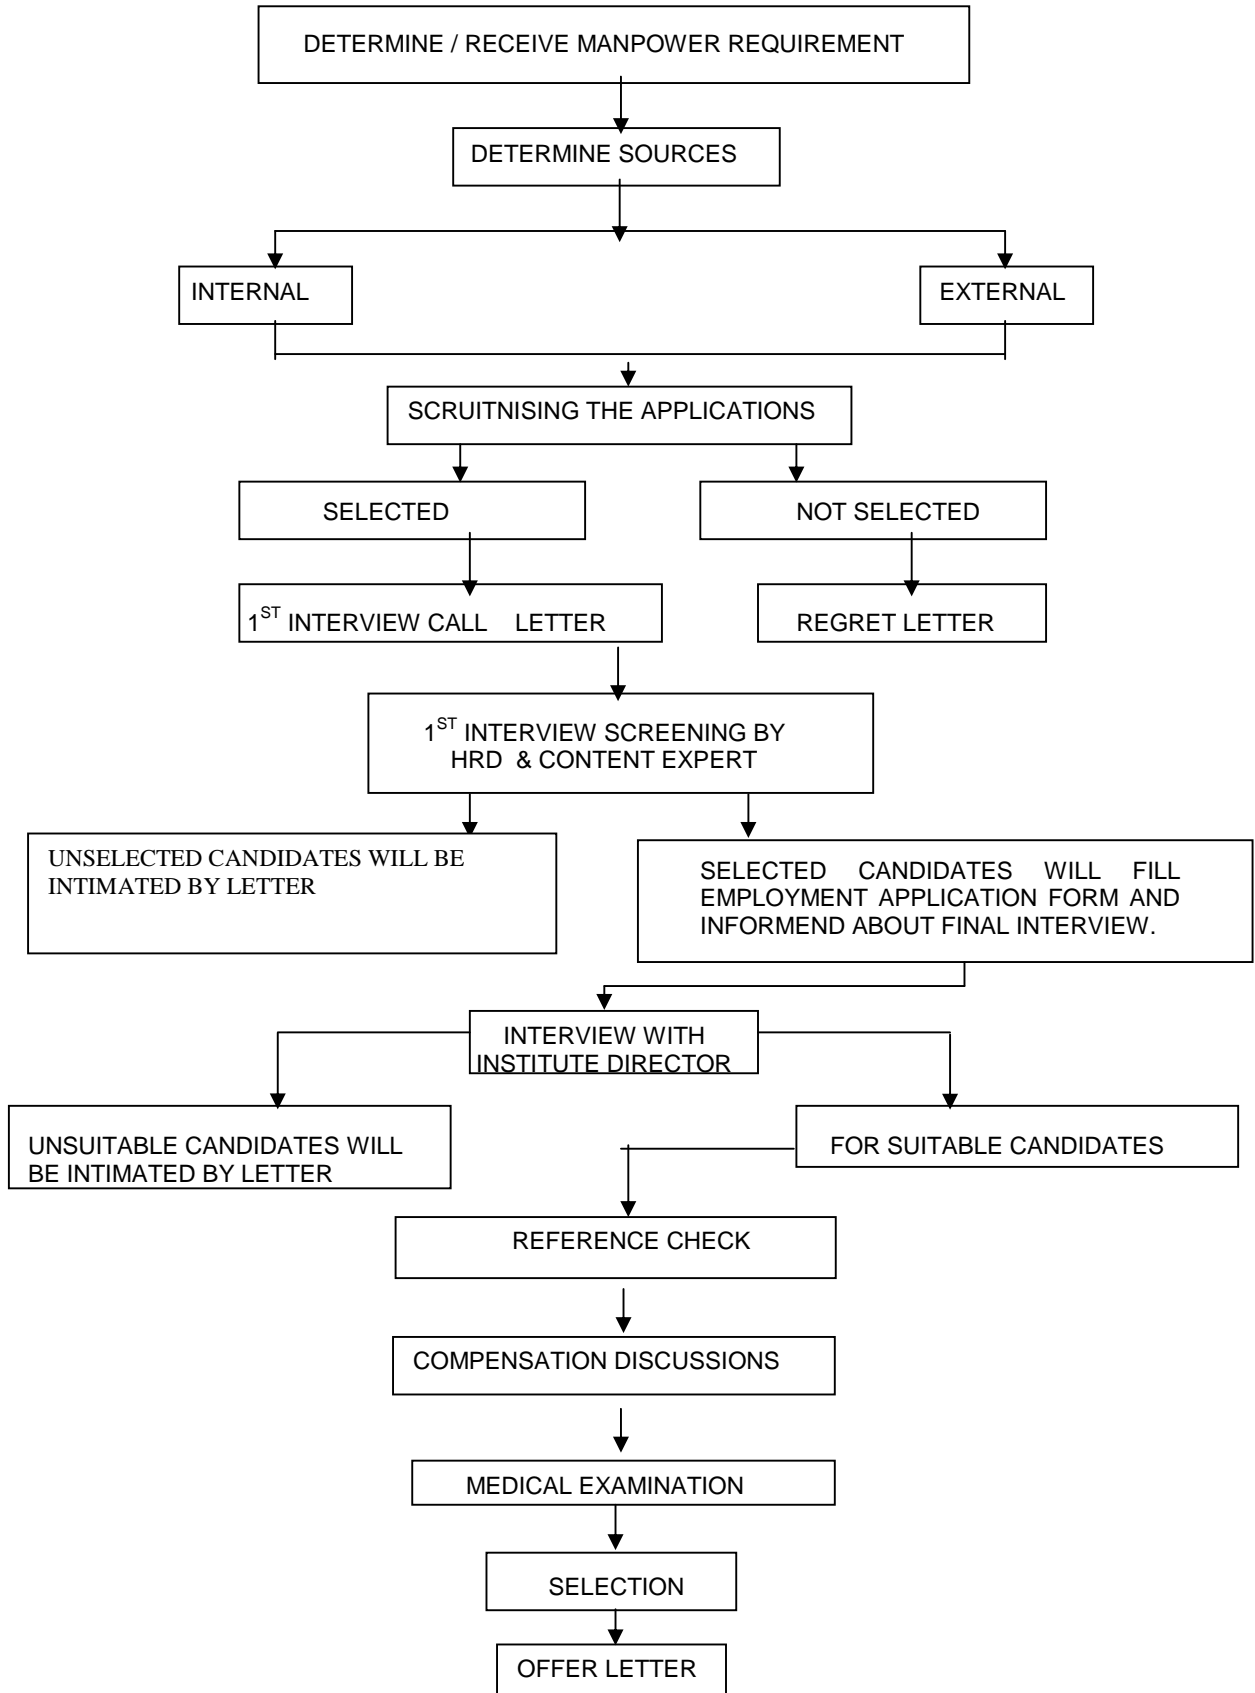 DETERMINE / RECEIVE MANPOWER REQUIREMENT
DETERMINE SOURCES
INTERNAL
EXTERNAL
SCRUITNISING THE APPLICATIONS
SELECTED
NOT SELECTED
1ST INTERVIEW CALL LETTER
REGRET LETTER
1ST INTERVIEW SCREENING BY
HRD & CONTENT EXPERT
UNSELECTED CANDIDATES WILL BE
INTIMATED BY LETTER
SELECTED CANDIDATES WILL FILL
EMPLOYMENT APPLICATION FORM AND
INFORMEND ABOUT FINAL INTERVIEW.
INTERVIEW WITH
INSTITUTE DIRECTOR
UNSUITABLE CANDIDATES WILL
BE INTIMATED BY LETTER
FOR SUITABLE CANDIDATES
REFERENCE CHECK
COMPENSATION DISCUSSIONS
MEDICAL EXAMINATION
SELECTION
OFFER LETTER